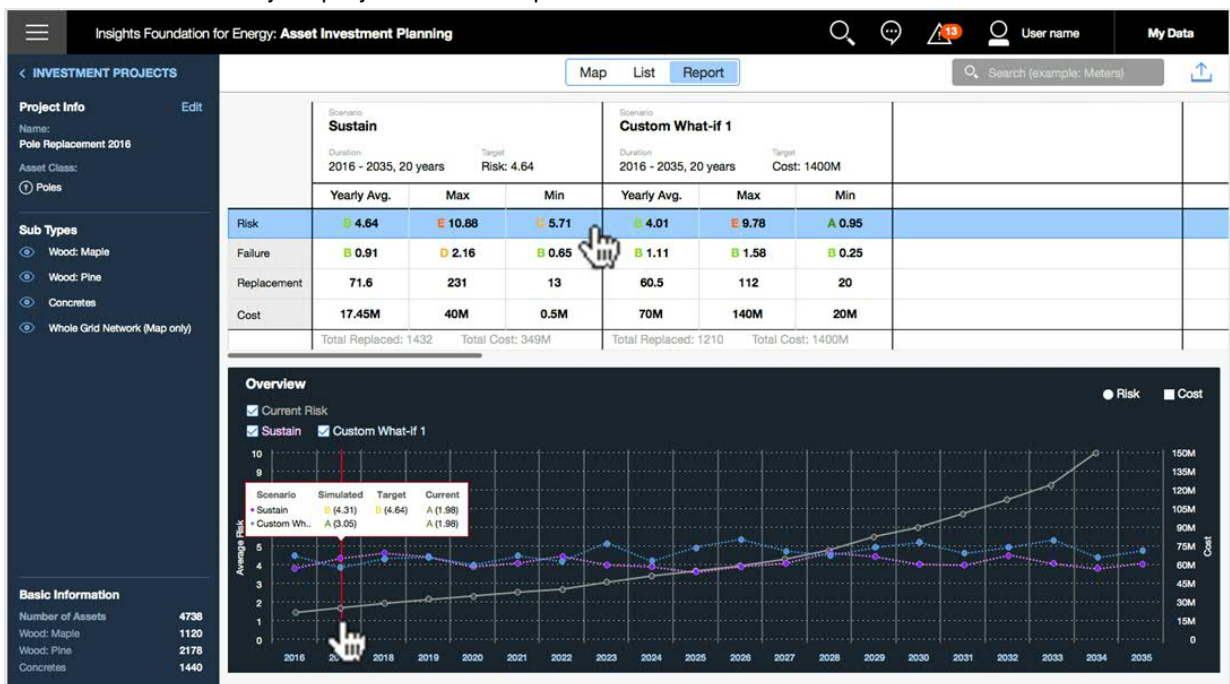 Insights Foundation for Energy: Asset Investment Planning
13
User name
My Data
< INVESTMENT PROJECTS
Map List Report
Search (example: Meters)
Project Info Edit
Name:
Pole Replacement 2016
Asset Class:
Poles
Sub Types
Wood: Maple
Wood: Pine
Concretes
Whole Grid Network (Map only)
Basic Information
Number of Assets 4738
Wood: Maple 1120
Wood: Pine 2178
Concretes 1440
Scenario Scenario
Sustain Custom What-if 1
Duration Target Duration Target
2016 - 2035, 20 years Risk: 4.64 2016 - 2035, 20 years Cost: 1400M
Yearly Avg. Max Min Yearly Avg. Max Min
Risk B 4.64 E 10.88 5.71 B 4.01 E 9.78 A 0.95
Failure B 0.91 D 2.16 B 0.65 B 1.11 B 1.58 B 0.25
Replacement 71.6 231 13 60.5 112 20
Cost 17.45M 40M 0.5M 70M 140M 20M
Total Replaced: 1432 Total Cost: 349M Total Replaced: 1210 Total Cost: 1400M
Overview
Risk Cost
Current Risk
Sustain Custom What-if 1
10 150M
9 135M
120M
105M
90M
5 75M
4 60M
3 45M
2 30M
1 15M
0 0
Average Risk
Cost
Scenario Simulated Target Current
Sustain B (4.31) B (4.64) A (1.98)
Custom Wh.. A (3.05) A (1.98)
2016 2018 2019 2020 2021 2022 2023 2024 2025 2026 2027 2028 2029 2030 2031 2032 2033 2034 2035